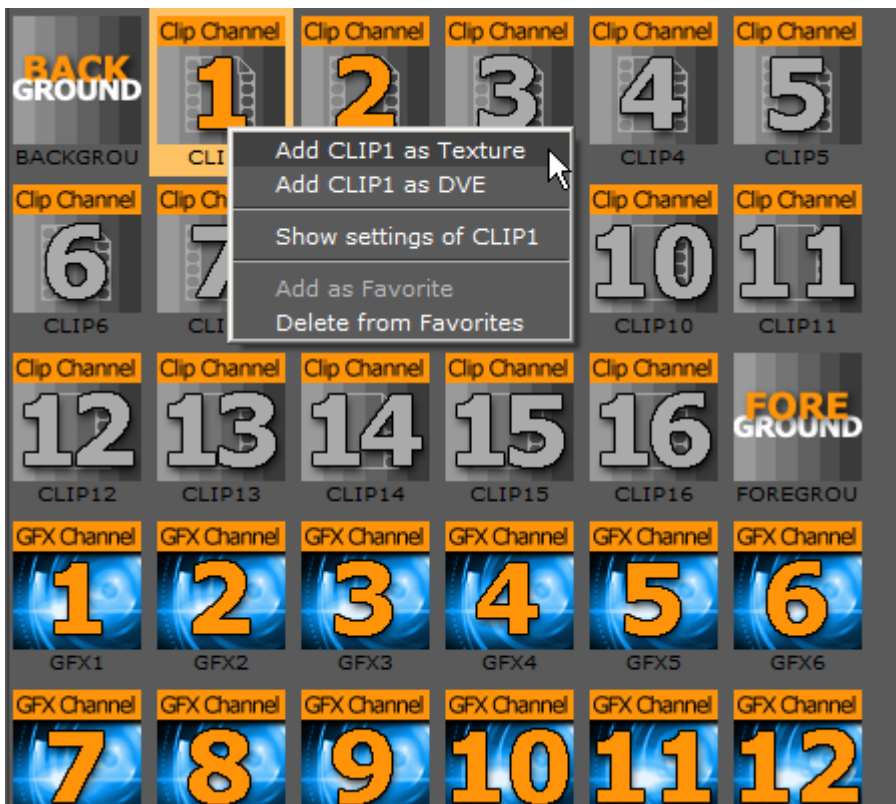 BACK
GROUND
BACKGROU
Clip Channel
1
Clip Channel
2
Clip Channel
3
Clip Channel
4
CLIP4
Clip Channel
5
CLIP5
Add CLIP1 as Texture
Add CLIP1 as DVE
Show settings of CLIP1
Add as Favorite
Delete from Favorites
Clip Channel
6
CLIP6
Clip Channel
10
CLIP10
Clip Channel
11
CLIP11
Clip Channel
12
CLIP12
Clip Channel
13
CLIP13
Clip Channel
14
CLIP14
Clip Channel
15
CLIP15
Clip Channel
16
CLIP16
FORE
GROUND
FOREGROU
GFX Channel
1
GFX1
GFX Channel
2
GFX2
GFX Channel
3
GFX3
GFX Channel
4
GFX4
GFX Channel
5
GFX5
GFX Channel
6
GFX6
GFX Channel
7
GFX Channel
8
GFX Channel
9
GFX Channel
10
GFX Channel
11
GFX Channel
12